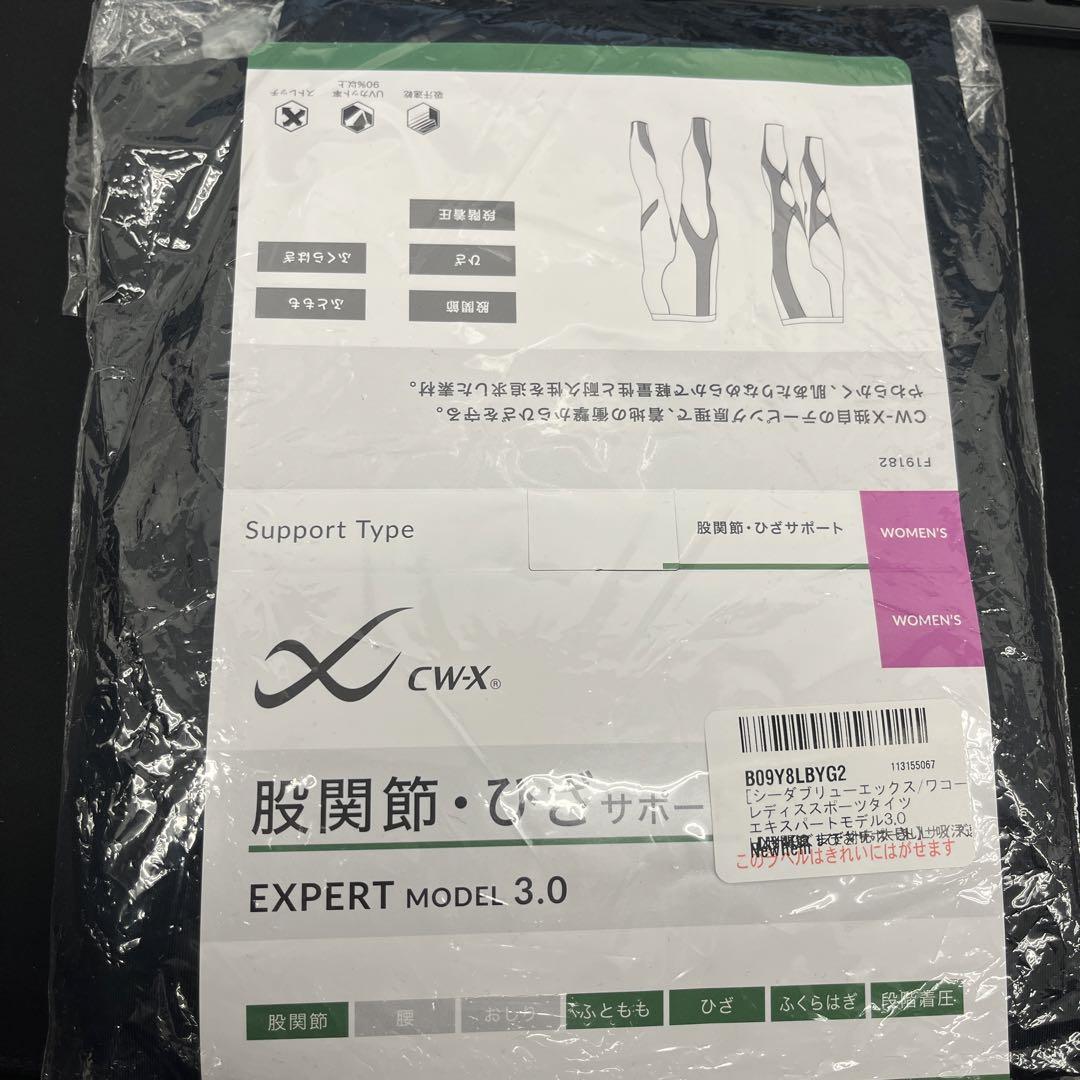 ストレッチ
UVカット率
90%以上
吸汗速乾
段階着圧
ふくらはぎ
ひざ
ふともも
股関節
CW-X独自のテーピング原理で、着地の衝撃からひざを守る。
やわらかく、肌あたりなめらかで軽量性と耐久性を追求した素材。
F19182
Support Type
股関節・ひざサポート
WOMEN'S
WOMEN'S
CW-X®
股関節・ひざ サポー
EXPERT MODEL 3.0
B09Y8LBYG2
113155067
[シーダブリューエックス/ワコー
レディススポーツタイツ
エキスパートモデル3.0
New Item
このラベルはきれいにはがせます
股関節
腰
おしり
ふともも
ひざ
ふくらはぎ
段階着圧